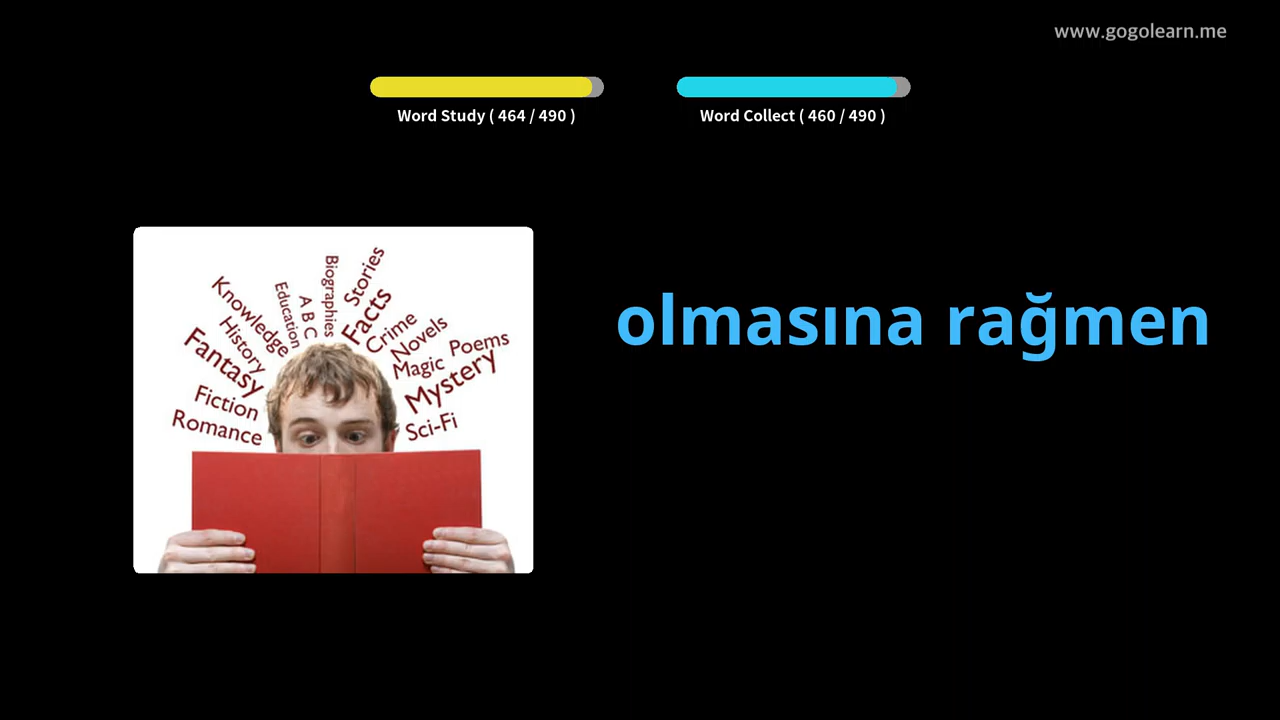 www.gogolearn.me
Word Study ( 464 / 490 )
Word Collect ( 460 / 490 )
olmasına rağmen
Romance
Fiction
Fantasy
History
Knowledge
Education
A B C
Biographies
Stories
Facts
Crime
Novels
Magic
Poems
Mystery
Sci-Fi